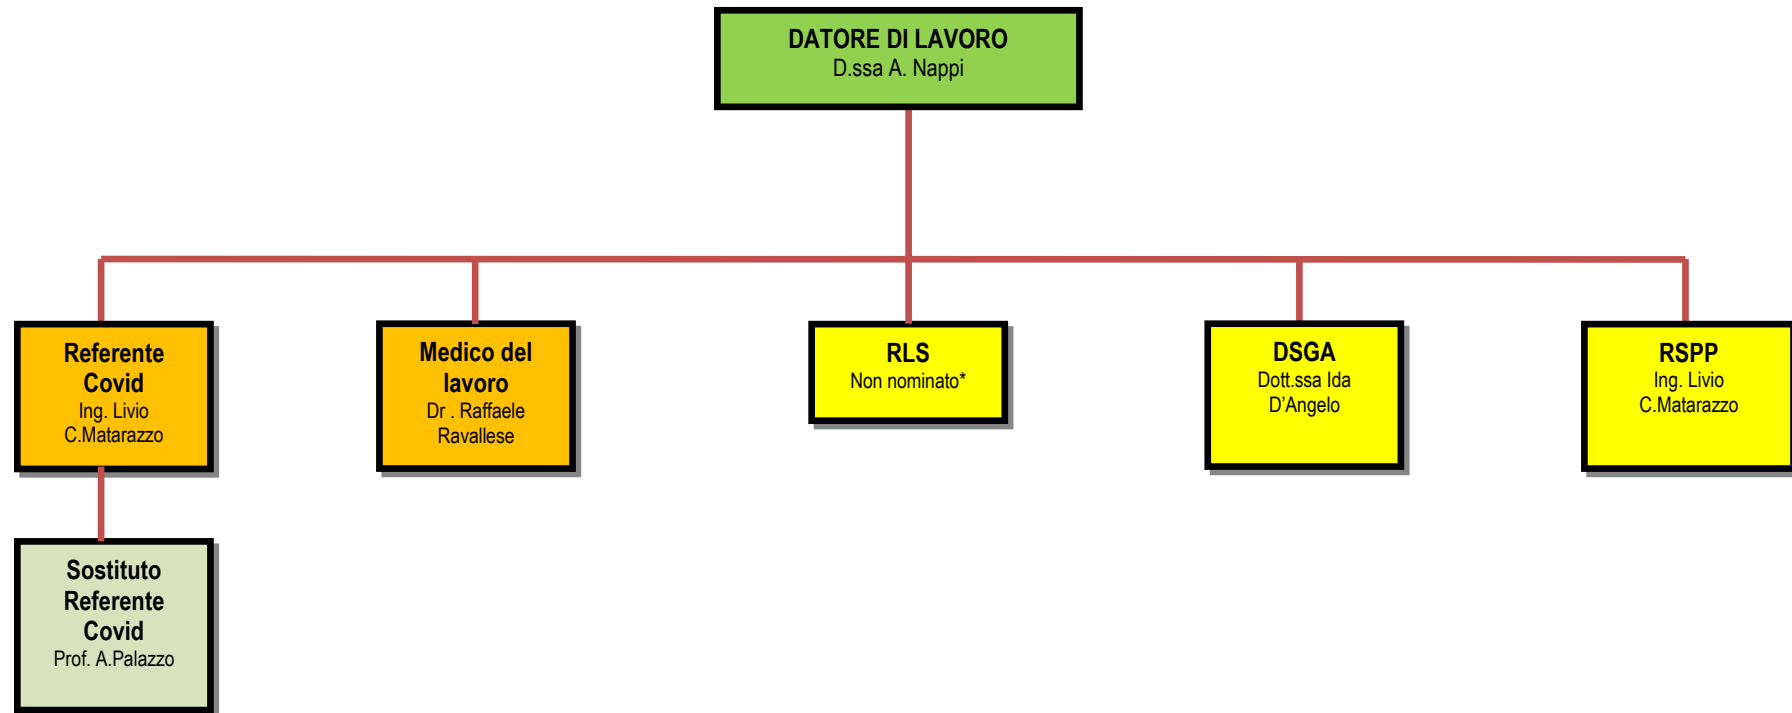 DATORE DI LAVORO
D.ssa A. Nappi
Referente
Covid
Ing. Livio
C.Matarazzo
Medico del
lavoro
Dr . Raffaele
Ravallese
RLS
Non nominato*
DSGA
Dott.ssa Ida
D'Angelo
RSPP
Ing. Livio
C.Matarazzo
Sostituto
Referente
Covid
Prof. A.Palazzo